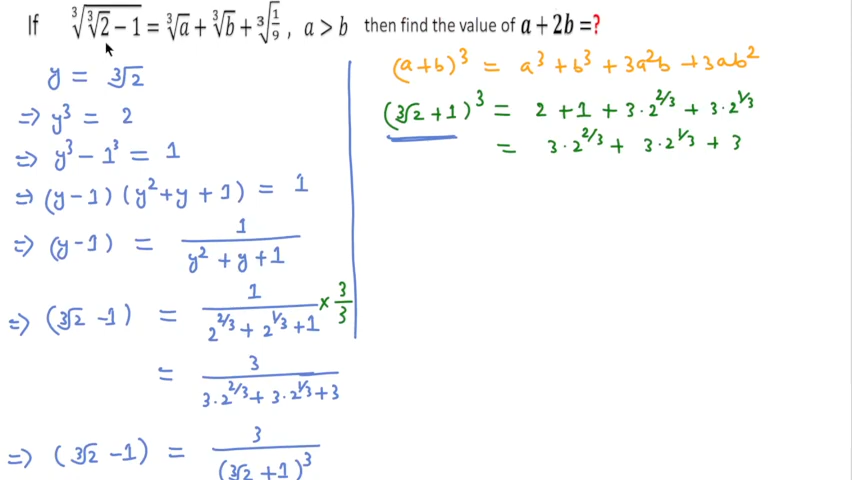 If ∛(∛2 − 1) = ∛a + ∛b + ∛(1/9), a > b then find the value of a + 2b =?
y = ∛2
⇒ y³ = 2
⇒ y³ − 1³ = 1
⇒ (y−1) (y² + y + 1) = 1
⇒ (y−1) = 1/(y² + y + 1)
⇒ (∛2 − 1) = 1/(2^(2/3) + 2^(1/3) + 1) × 3/3
= 3/(3·2^(2/3) + 3·2^(1/3) + 3)
⇒ (∛2 − 1) = 3/(∛2 + 1)³
(a+b)³ = a³ + b³ + 3a²b + 3ab²
(∛2 + 1)³ = 2 + 1 + 3·2^(2/3) + 3·2^(1/3)
= 3·2^(2/3) + 3·2^(1/3) + 3